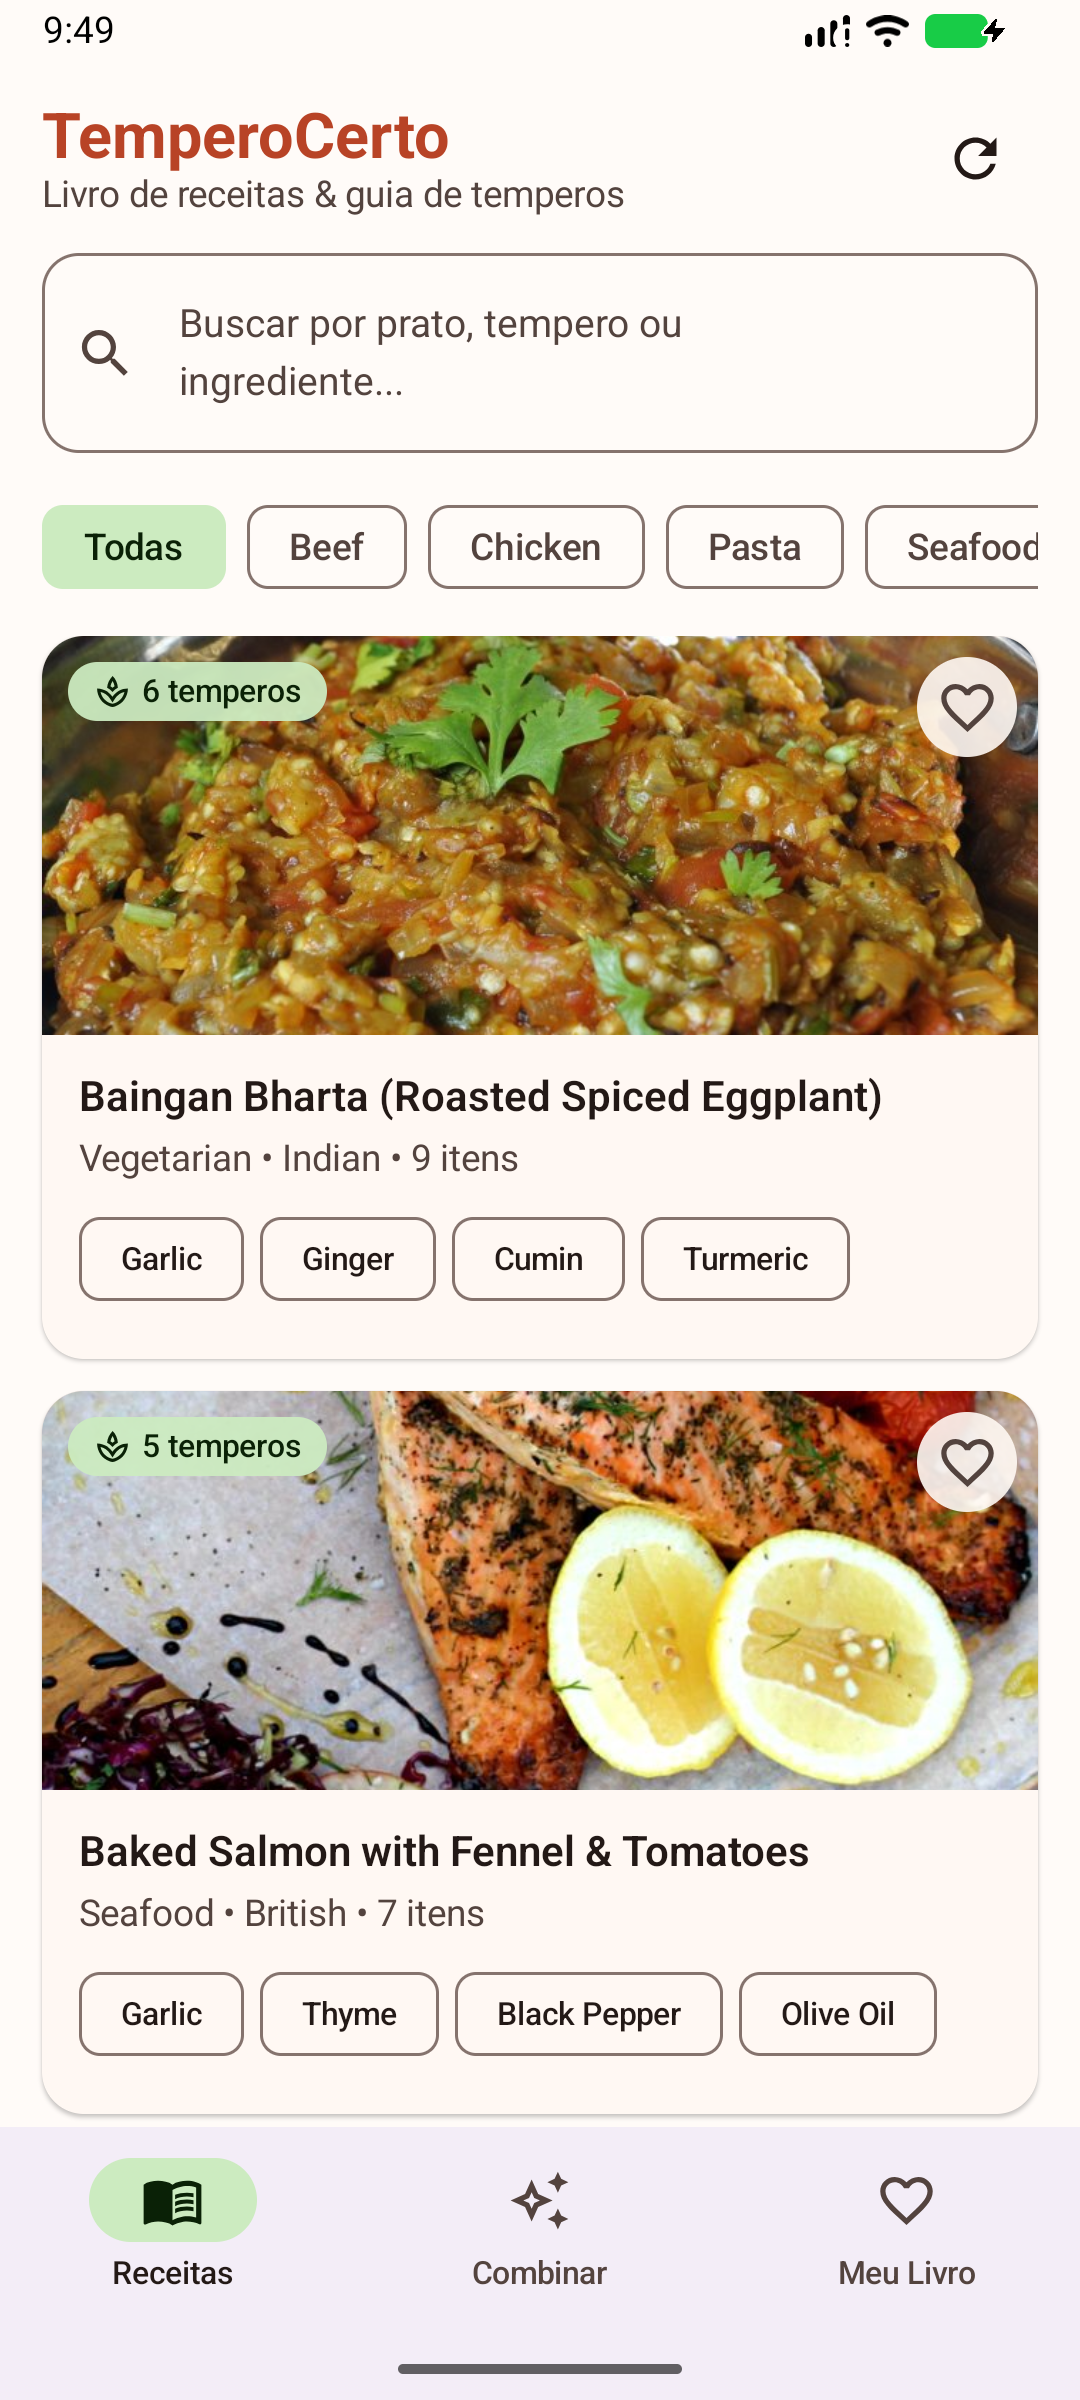 9:49
TemperoCerto
Livro de receitas & guia de temperos
Buscar por prato, tempero ou
ingrediente...
Todas
Beef
Chicken
Pasta
Seafood
6 temperos
Baingan Bharta (Roasted Spiced Eggplant)
Vegetarian • Indian • 9 itens
Garlic
Ginger
Cumin
Turmeric
5 temperos
Baked Salmon with Fennel & Tomatoes
Seafood • British • 7 itens
Garlic
Thyme
Black Pepper
Olive Oil
Receitas
Combinar
Meu Livro